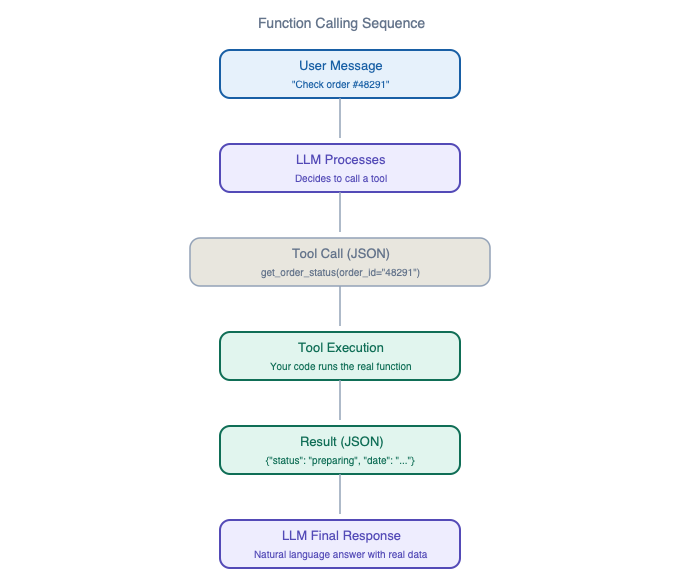 Function Calling Sequence
User Message
"Check order #48291"
LLM Processes
Decides to call a tool
Tool Call (JSON)
get_order_status(order_id="48291")
Tool Execution
Your code runs the real function
Result (JSON)
{"status": "preparing", "date": "..."}
LLM Final Response
Natural language answer with real data